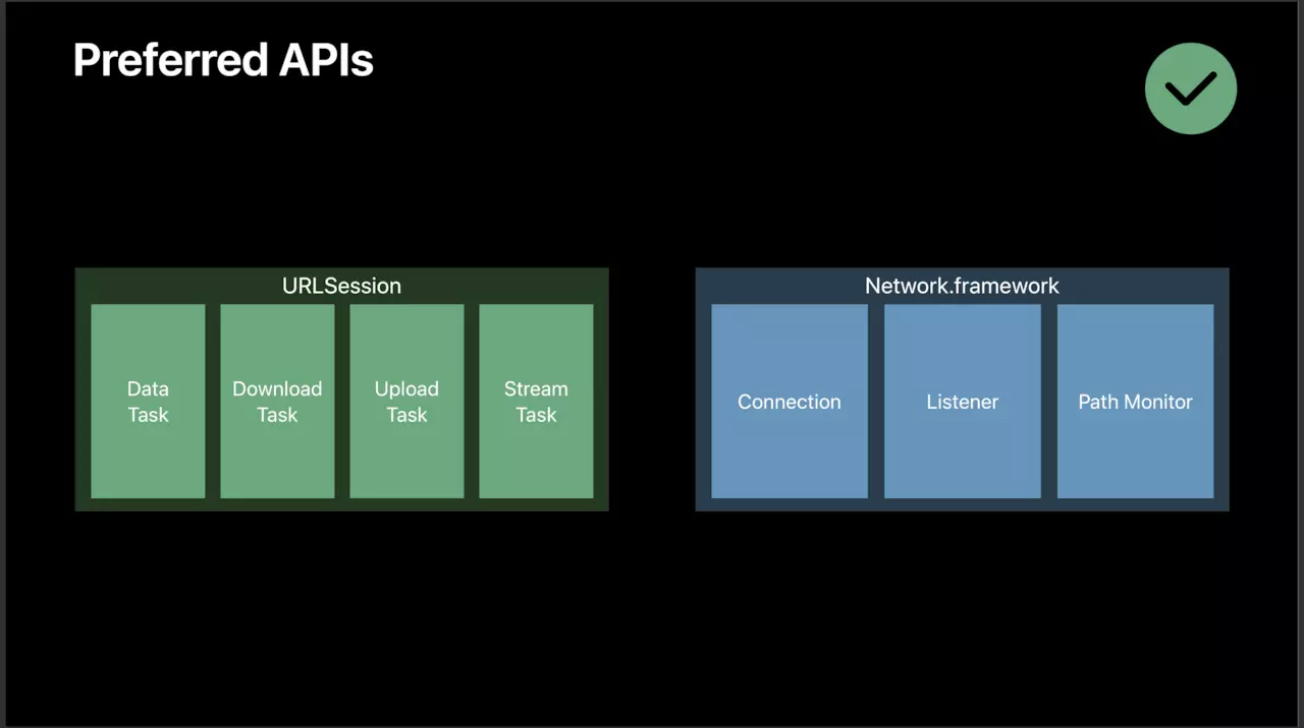 Preferred APIs
URLSession
Data
Task
Download
Task
Upload
Task
Stream
Task
Network.framework
Connection
Listener
Path Monitor